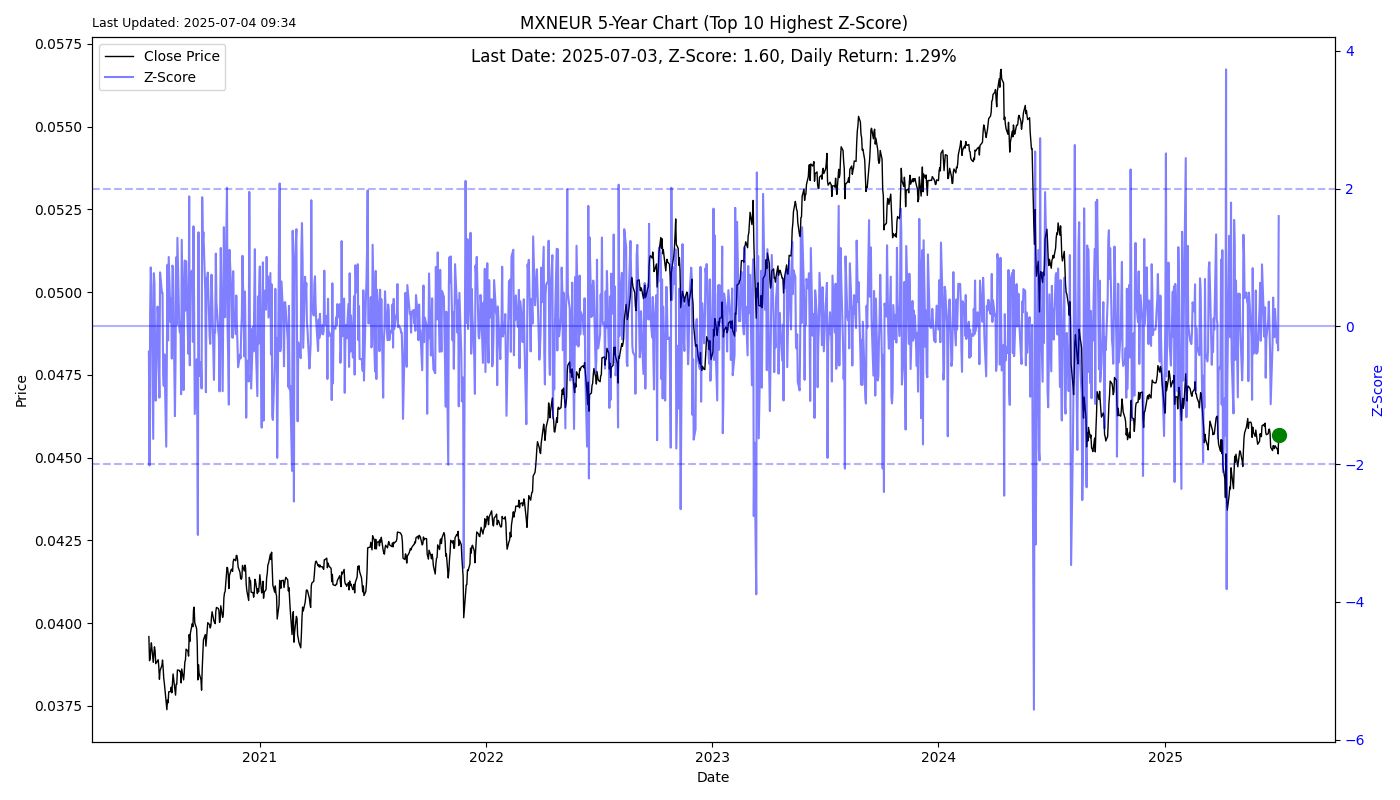 Last Updated: 2025-07-04 09:34
MXNEUR 5-Year Chart (Top 10 Highest Z-Score)
Last Date: 2025-07-03, Z-Score: 1.60, Daily Return: 1.29%
Close Price
Z-Score
Price
0.0575
0.0550
0.0525
0.0500
0.0475
0.0450
0.0425
0.0400
0.0375
4
2
0
−2
−4
−6
Z-Score
2021
2022
2023
2024
2025
Date